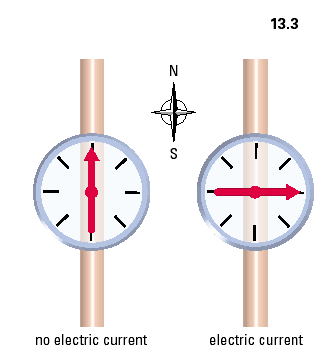 13.3
N
S
no electric current
electric current